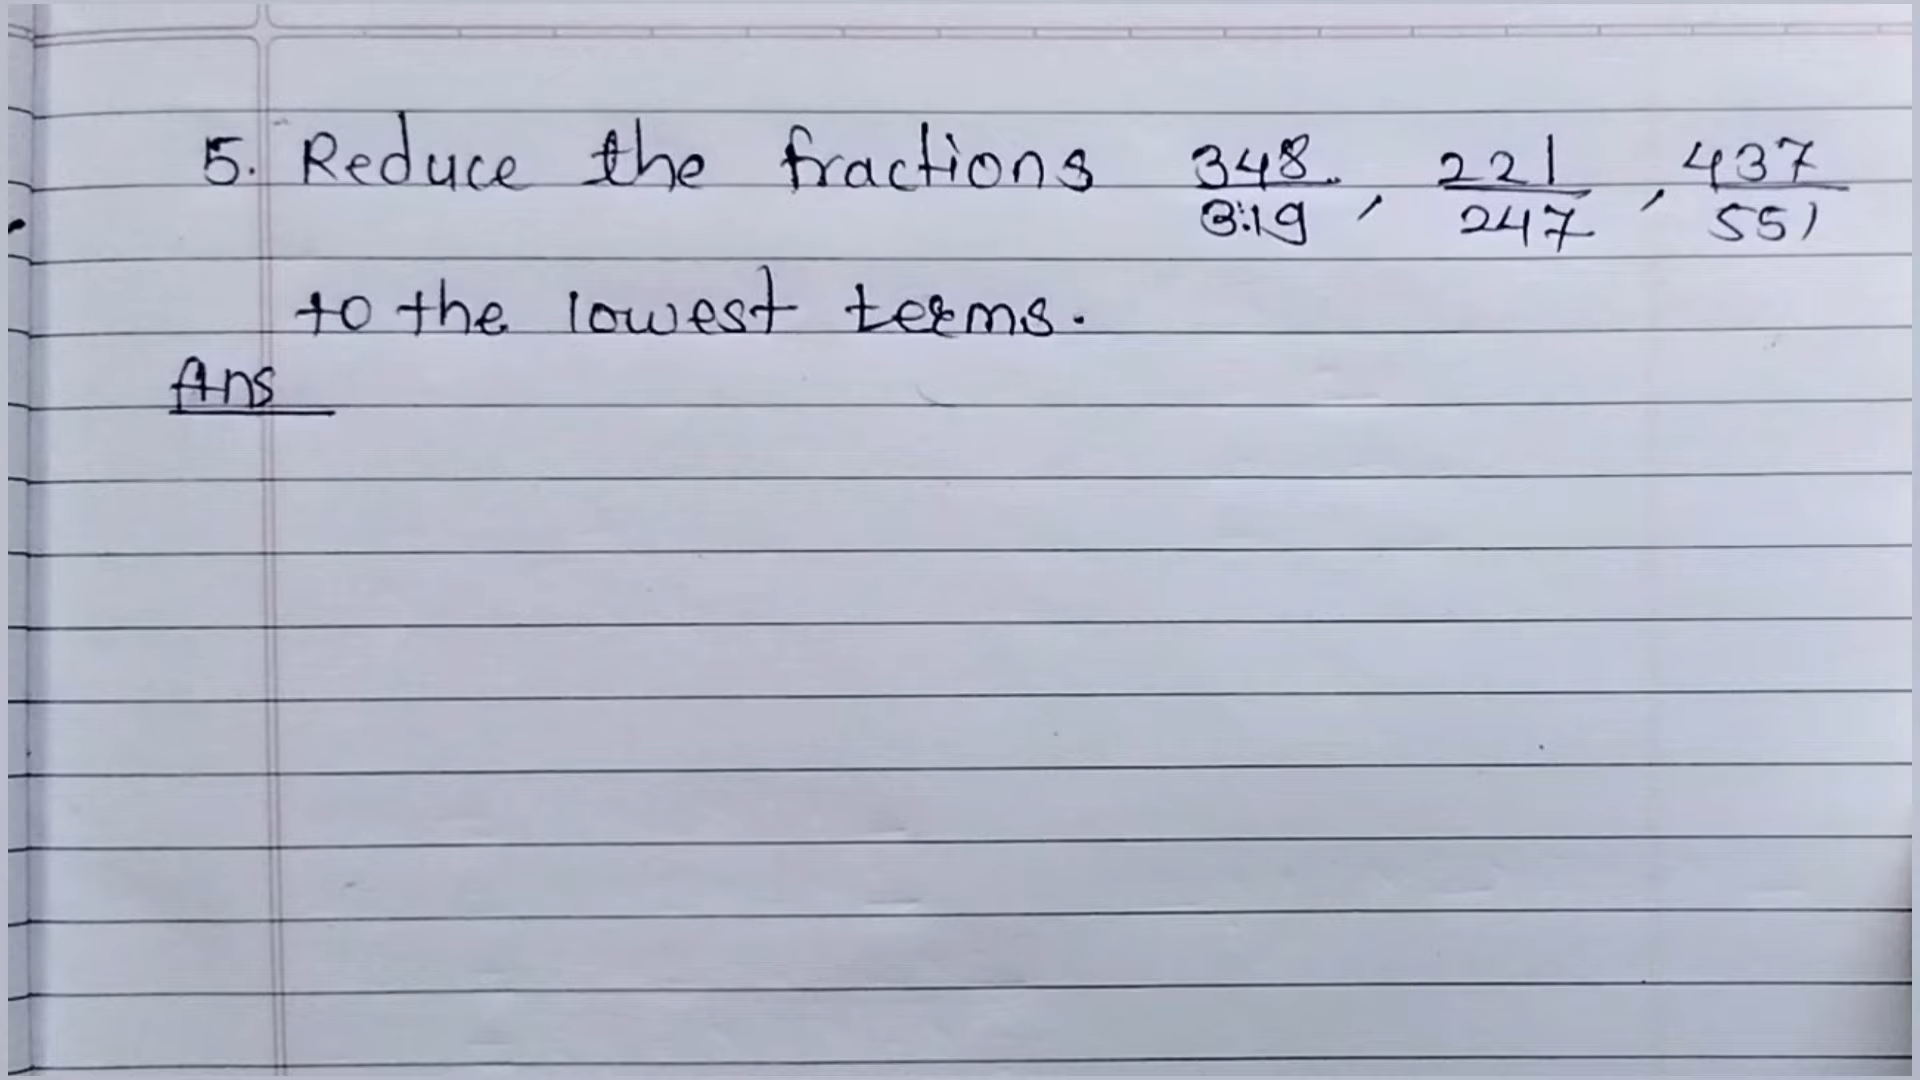 5. Reduce the fractions 348/319, 221/247, 437/551
to the lowest terms.
Ans